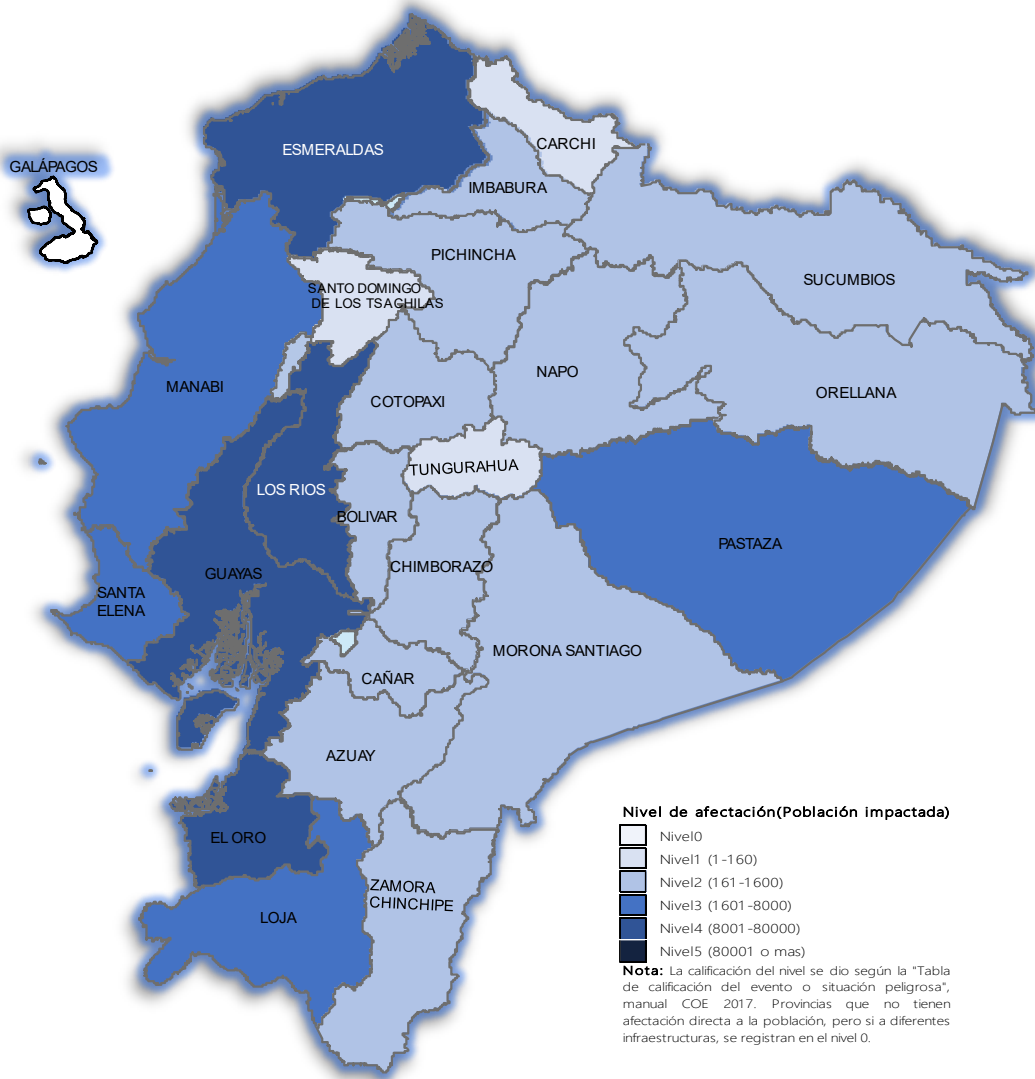 ESMERALDAS
CARCHI
GALÁPAGOS
IMBABURA
PICHINCHA
SUCUMBIOS
SANTO DOMINGO
DE LOS TSACHILAS
NAPO
MANABI
ORELLANA
COTOPAXI
TUNGURAHUA
LOS RIOS
BOLIVAR
PASTAZA
CHIMBORAZO
GUAYAS
SANTA
ELENA
MORONA SANTIAGO
CAÑAR
AZUAY
EL ORO
ZAMORA
CHINCHIPE
LOJA
Nivel de afectación(Población impactada)
Nivel0
Nivel1 (1-160)
Nivel2 (161-1600)
Nivel3 (1601-8000)
Nivel4 (8001-80000)
Nivel5 (80001 o mas)
Nota: La calificación del nivel se dio según la "Tabla
de calificación del evento o situación peligrosa",
manual COE 2017. Provincias que no tienen
afectación directa a la población, pero si a diferentes
infraestructuras, se registran en el nivel 0.